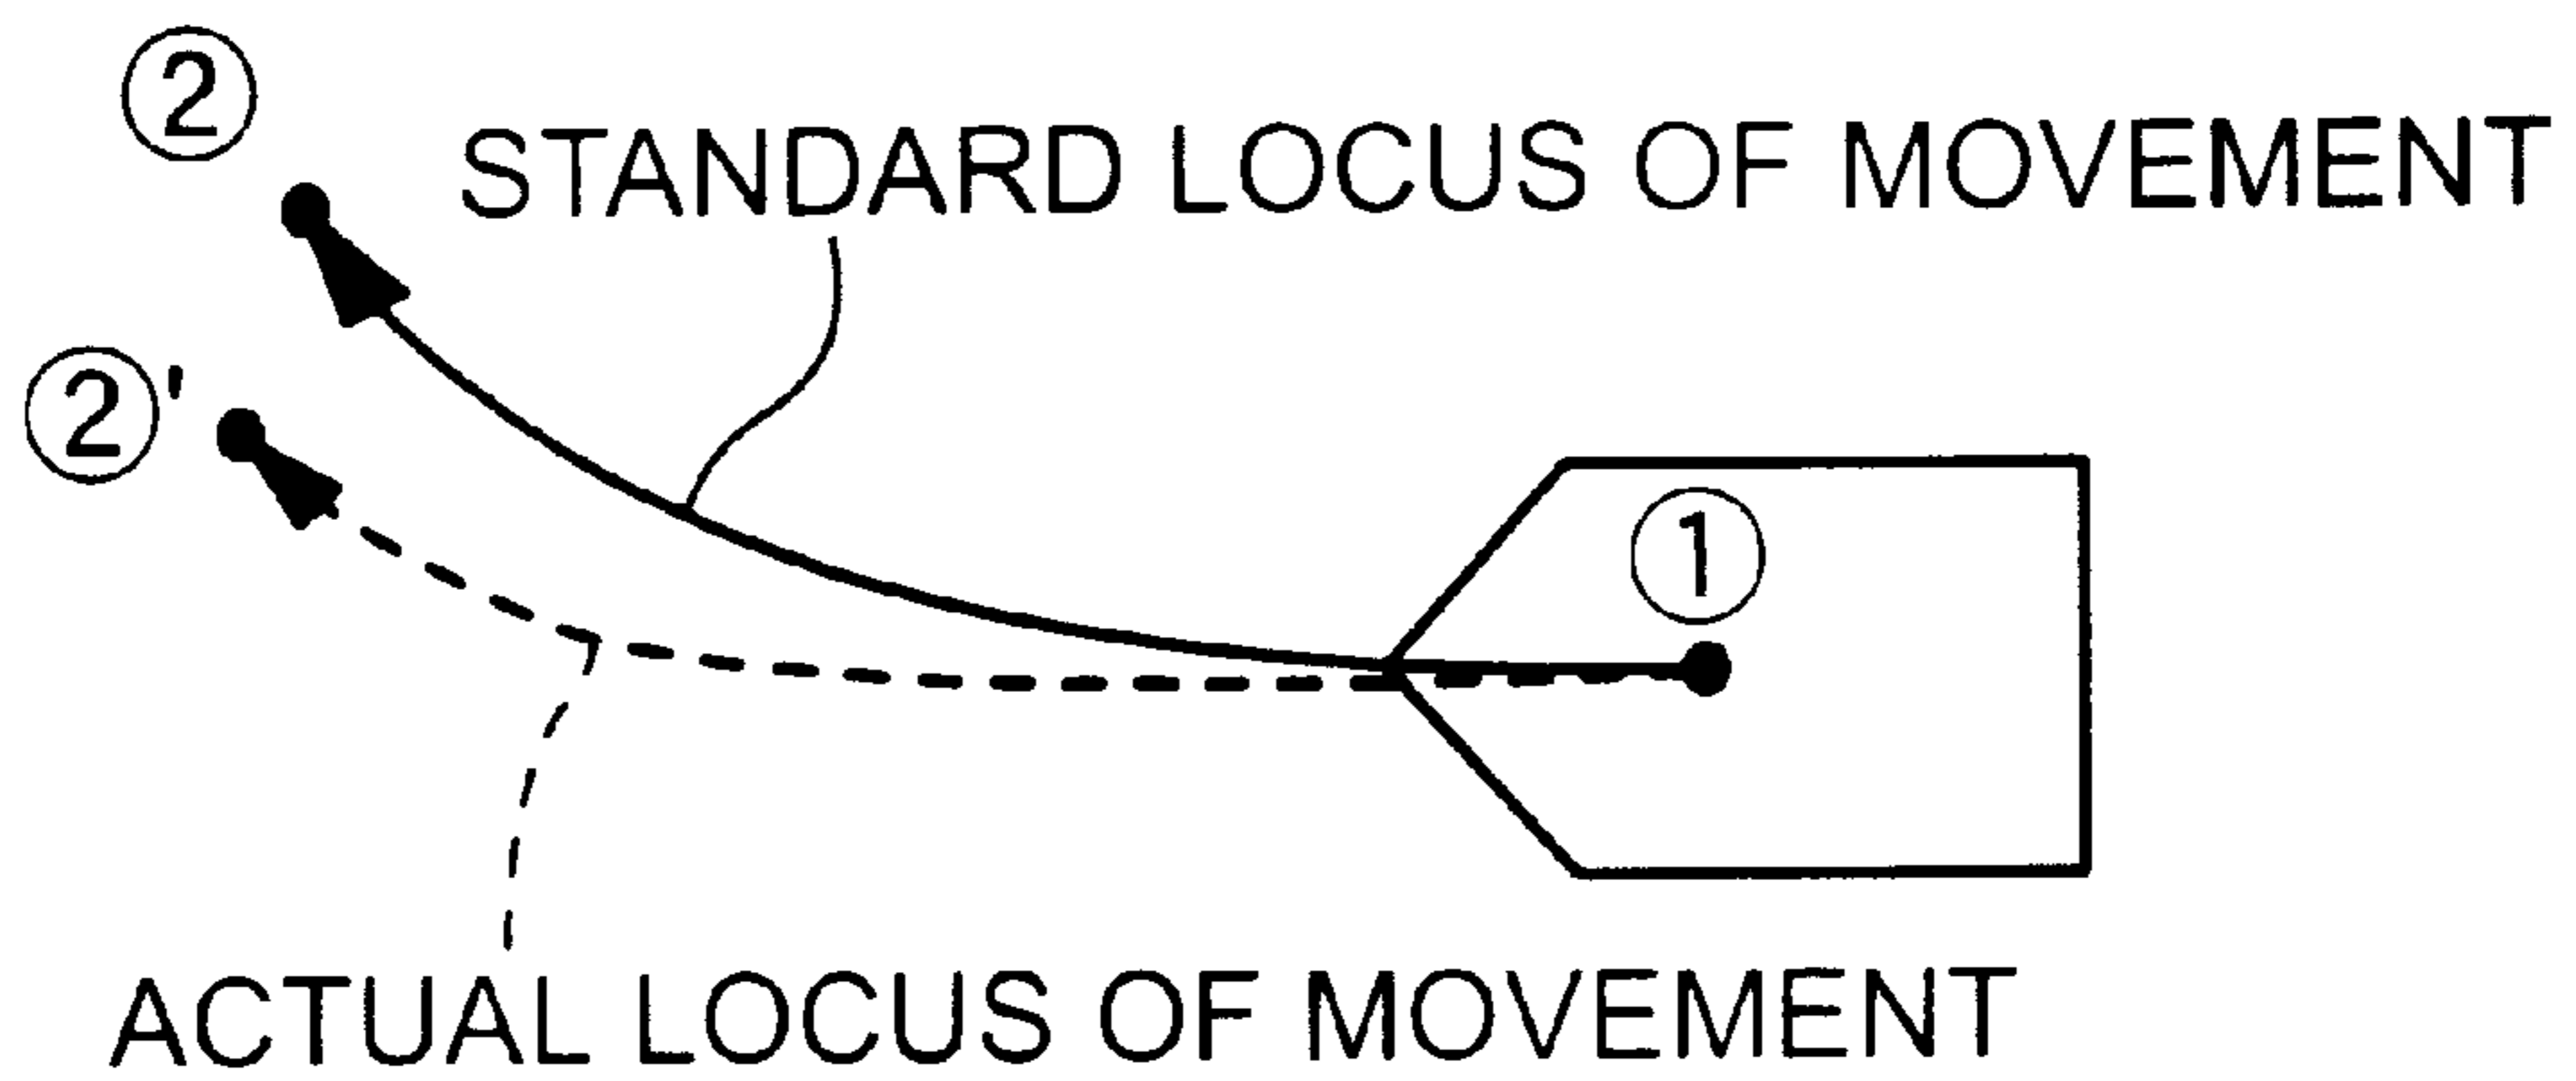 ②
STANDARD LOCUS OF MOVEMENT
②'
①
ACTUAL LOCUS OF MOVEMENT